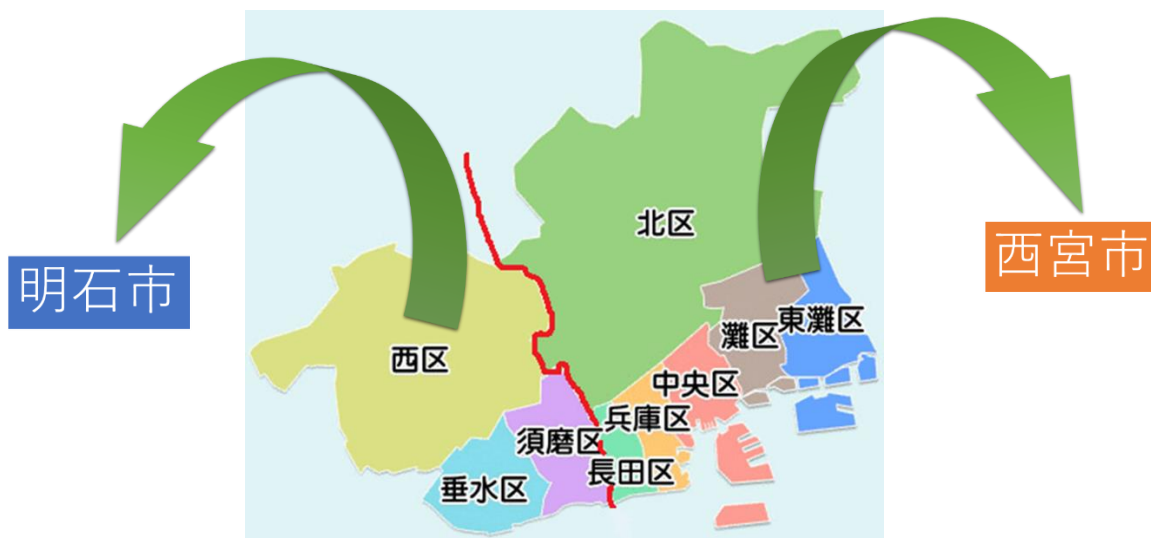 北区
西宮市
明石市
西区
灘区
東灘区
中央区
兵庫区
須磨区
長田区
垂水区